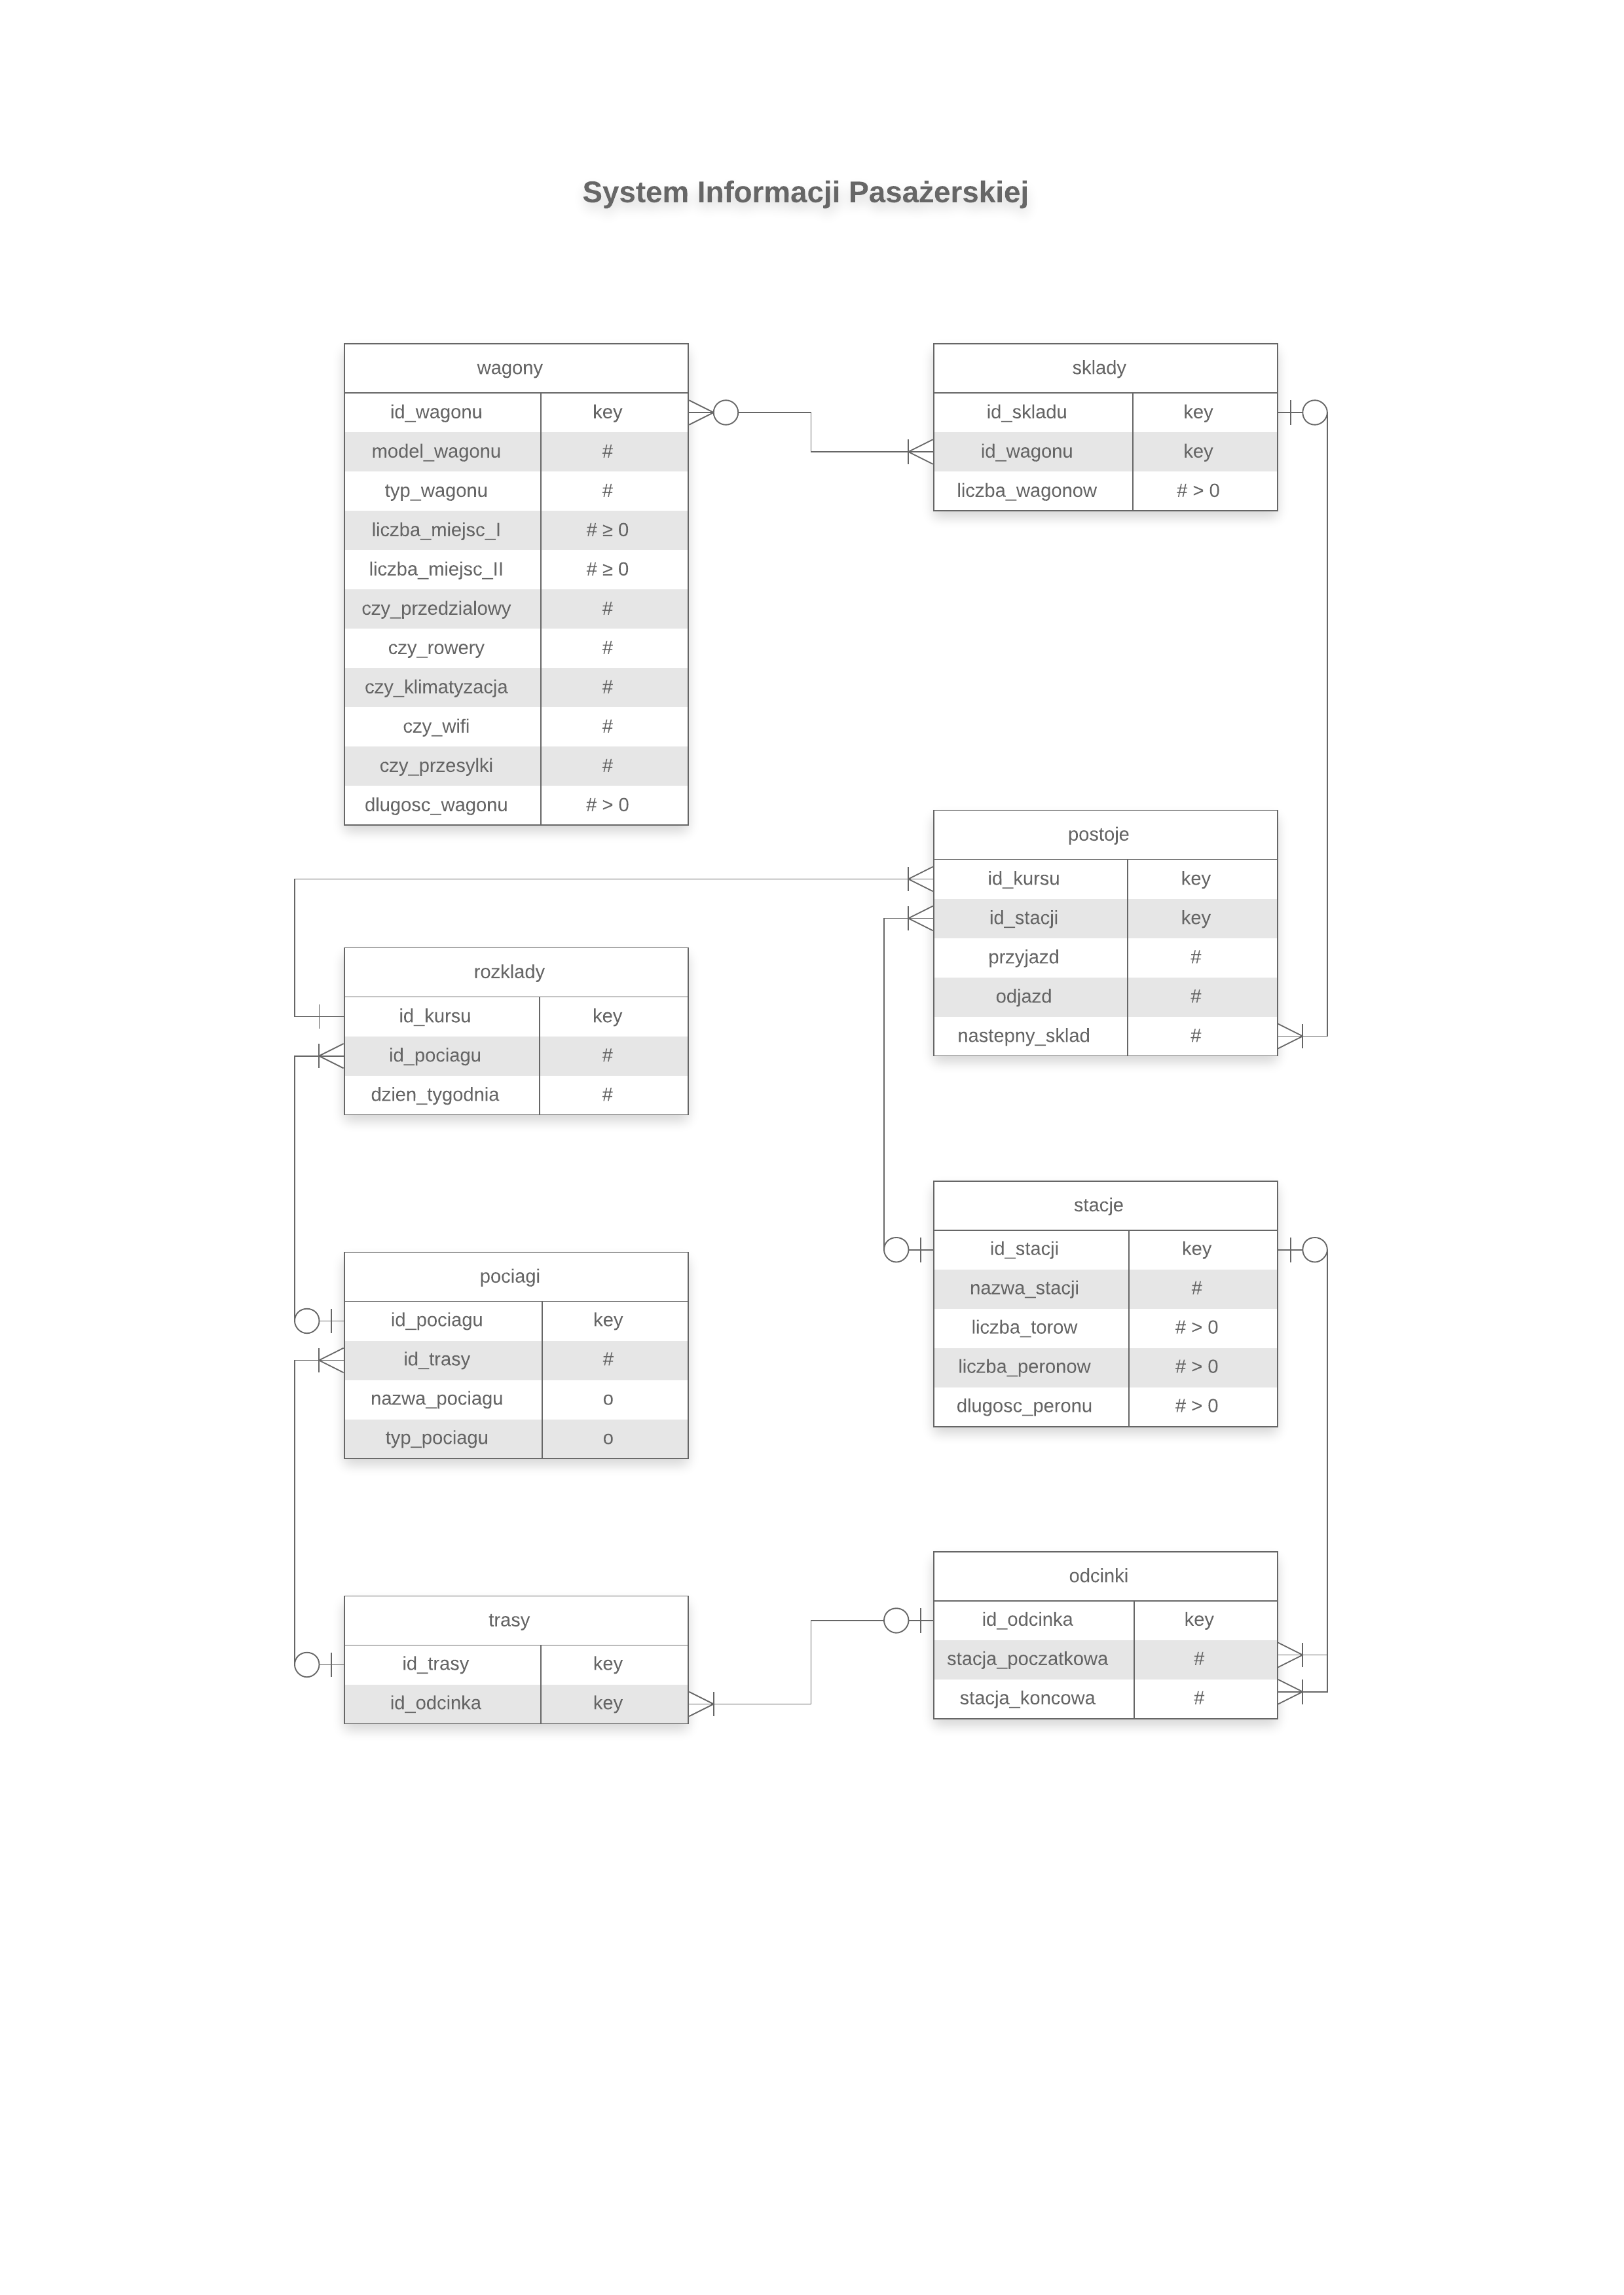 System Informacji Pasażerskiej
wagony
id_wagonu key
model_wagonu #
typ_wagonu #
liczba_miejsc_I # ≥ 0
liczba_miejsc_II # ≥ 0
czy_przedzialowy #
czy_rowery #
czy_klimatyzacja #
czy_wifi #
czy_przesylki #
dlugosc_wagonu # > 0
sklady
id_skladu key
id_wagonu key
liczba_wagonow # > 0
postoje
id_kursu key
id_stacji key
przyjazd #
odjazd #
nastepny_sklad #
rozklady
id_kursu key
id_pociagu #
dzien_tygodnia #
stacje
id_stacji key
nazwa_stacji #
liczba_torow # > 0
liczba_peronow # > 0
dlugosc_peronu # > 0
pociagi
id_pociagu key
id_trasy #
nazwa_pociagu o
typ_pociagu o
odcinki
id_odcinka key
stacja_poczatkowa #
stacja_koncowa #
trasy
id_trasy key
id_odcinka key